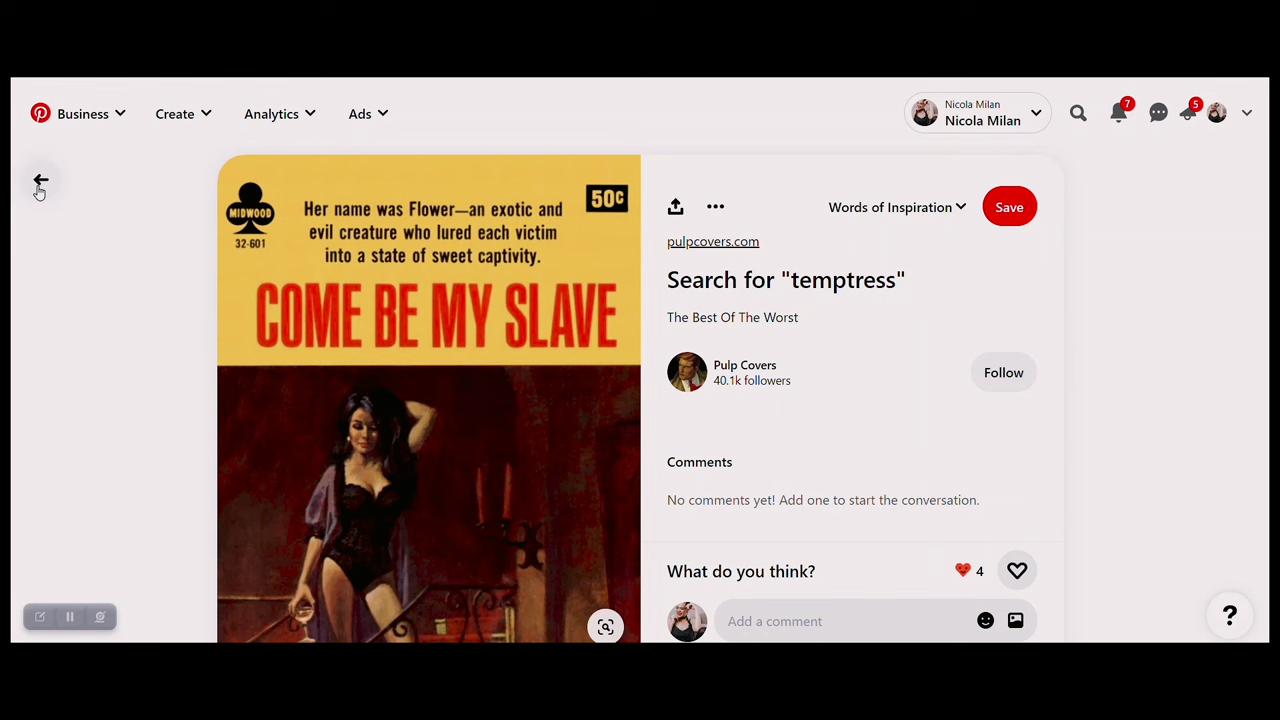 Business
Create
Analytics
Ads
Nicola Milan
Nicola Milan
7
5
MIDWOOD
32-601
Her name was Flower—an exotic and
evil creature who lured each victim
into a state of sweet captivity.
50c
COME BE MY SLAVE
Words of Inspiration
Save
pulpcovers.com
Search for "temptress"
The Best Of The Worst
Pulp Covers
40.1k followers
Follow
Comments
No comments yet! Add one to start the conversation.
What do you think?
4
Add a comment
?